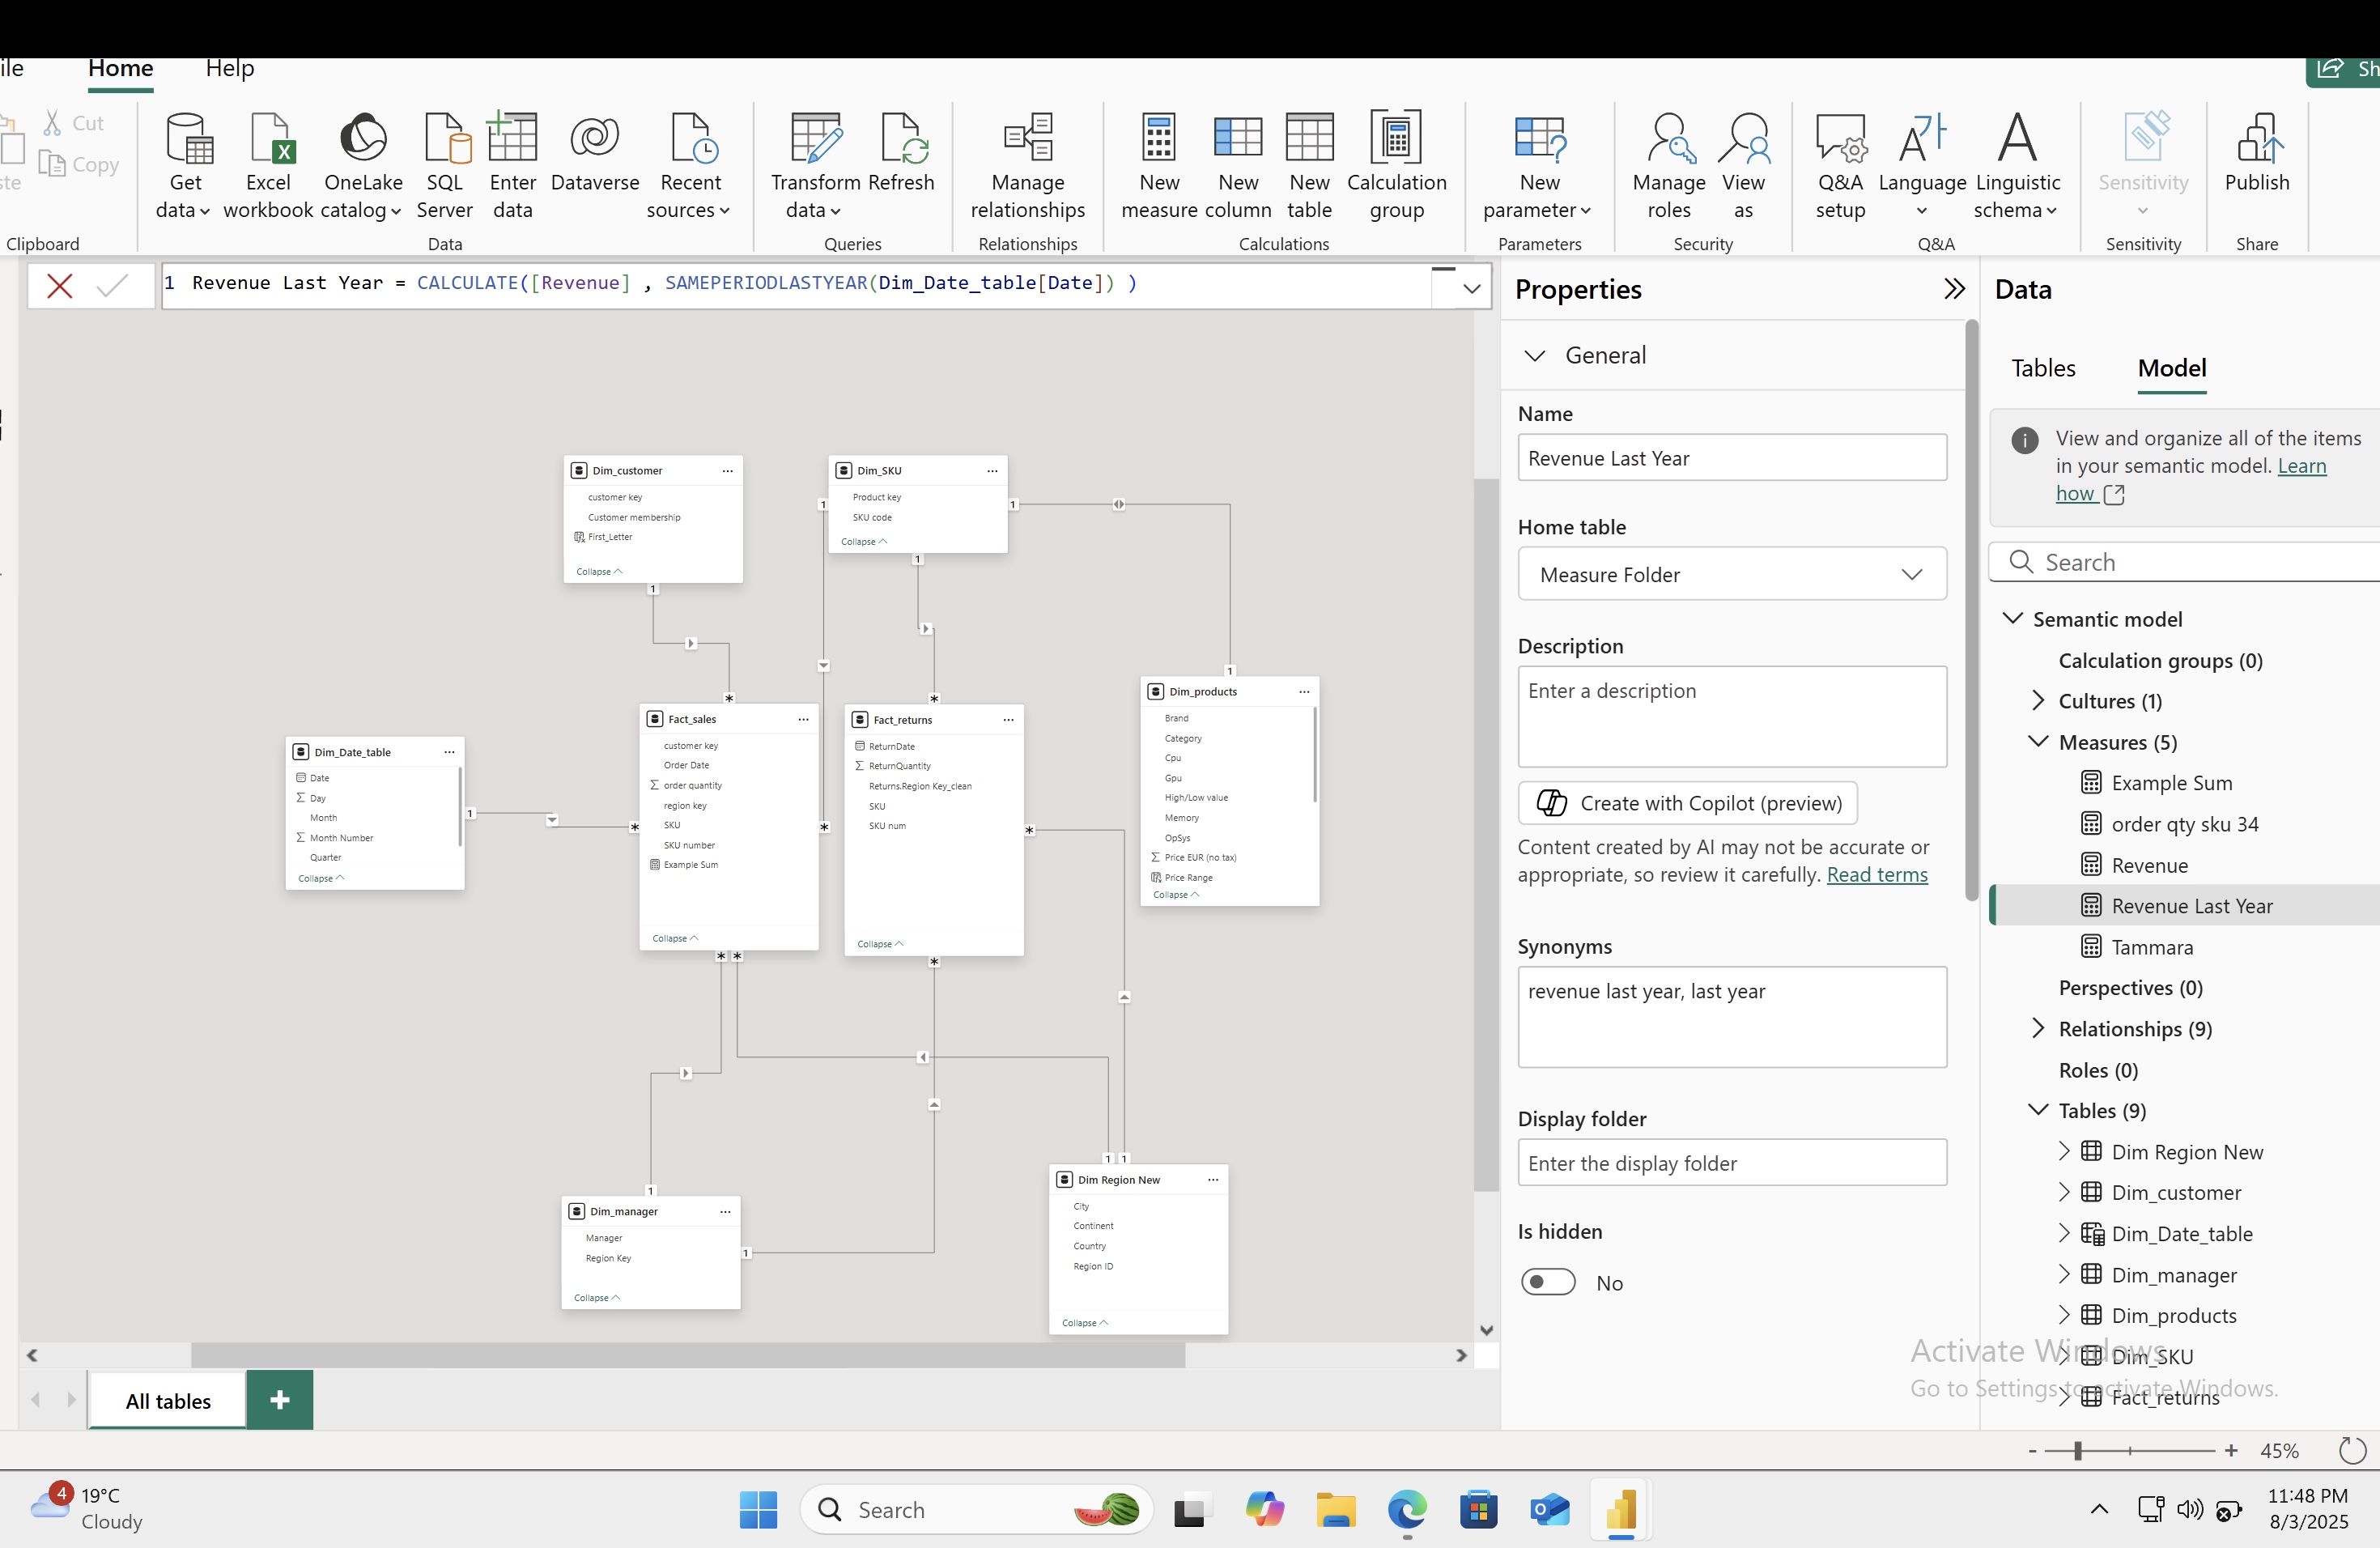 ile Home Help
Sh
Cut
Copy
ste
Clipboard
Get data
Excel workbook
OneLake catalog
SQL Server
Enter data
Dataverse
Recent sources
Data
Transform data
Refresh
Queries
Manage relationships
Relationships
New measure
New column
New table
Calculation group
Calculations
New parameter
Parameters
Manage roles
View as
Security
Q&A setup
Language
Linguistic schema
Q&A
Sensitivity
Sensitivity
Publish
Share
1 Revenue Last Year = CALCULATE([Revenue] , SAMEPERIODLASTYEAR(Dim_Date_table[Date]) )
Dim_customer
customer key
Customer membership
First_Letter
Collapse
Dim_SKU
Product key
SKU code
Collapse
1
1
1
1
1
Dim_Date_table
Date
Day
Month
Month Number
Quarter
Collapse
1
*
*
*
*
*
Fact_sales
customer key
Order Date
order quantity
region key
SKU
SKU number
Example Sum
Collapse
* *
Fact_returns
ReturnDate
ReturnQuantity
Returns.Region Key_clean
SKU
SKU num
Collapse
*
Dim_products
Brand
Category
Cpu
Gpu
High/Low value
Memory
OpSys
Price EUR (no tax)
Price Range
Collapse
1
Dim_manager
Manager
Region Key
Collapse
1
1 1
Dim Region New
City
Continent
Country
Region ID
Collapse
All tables
+
Properties
General
Name
Revenue Last Year
Home table
Measure Folder
Description
Enter a description
Create with Copilot (preview)
Content created by AI may not be accurate or
appropriate, so review it carefully. Read terms
Synonyms
revenue last year, last year
Display folder
Enter the display folder
Is hidden
No
Data
Tables Model
View and organize all of the items
in your semantic model. Learn
how
Search
Semantic model
Calculation groups (0)
Cultures (1)
Measures (5)
Example Sum
order qty sku 34
Revenue
Revenue Last Year
Tammara
Perspectives (0)
Relationships (9)
Roles (0)
Tables (9)
Dim Region New
Dim_customer
Dim_Date_table
Dim_manager
Dim_products
Dim_SKU
Fact_returns
Activate Windows
Go to Settings to activate Windows.
- + 45%
4
19°C
Cloudy
Search
11:48 PM
8/3/2025